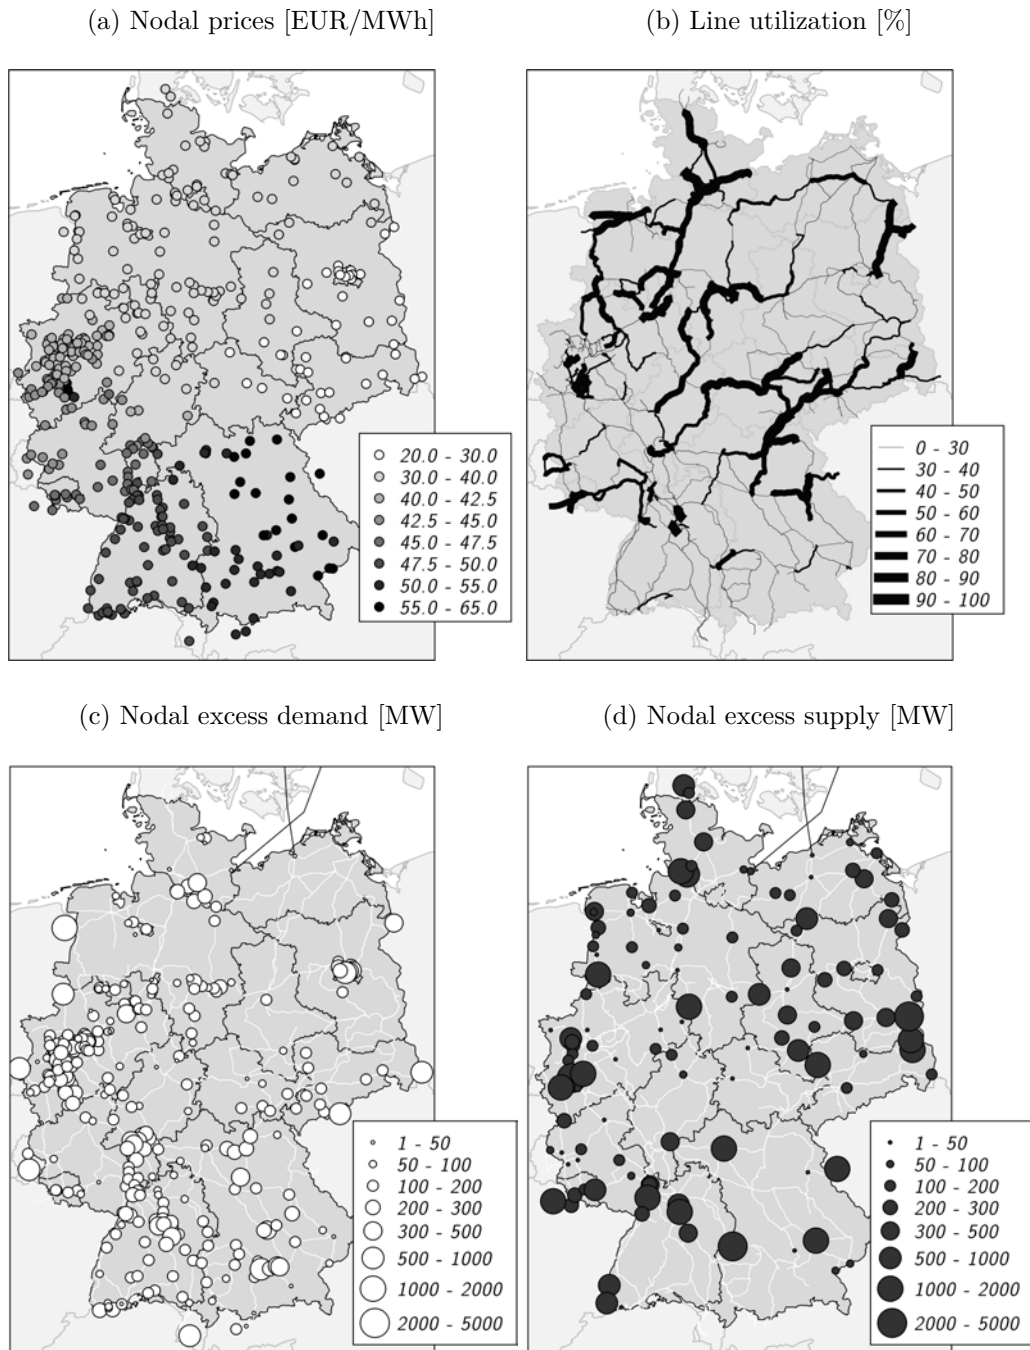 (a) Nodal prices [EUR/MWh]
(b) Line utilization [%]
20.0 - 30.0
30.0 - 40.0
40.0 - 42.5
42.5 - 45.0
45.0 - 47.5
47.5 - 50.0
50.0 - 55.0
55.0 - 65.0
0 - 30
30 - 40
40 - 50
50 - 60
60 - 70
70 - 80
80 - 90
90 - 100
(c) Nodal excess demand [MW]
(d) Nodal excess supply [MW]
1 - 50
50 - 100
100 - 200
200 - 300
300 - 500
500 - 1000
1000 - 2000
2000 - 5000
1 - 50
50 - 100
100 - 200
200 - 300
300 - 500
500 - 1000
1000 - 2000
2000 - 5000